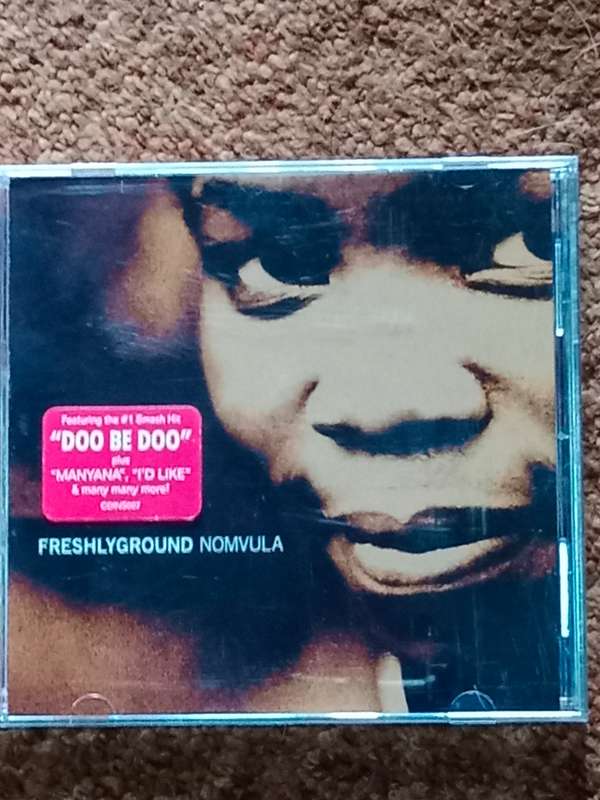 Featuring the #1 Smash Hit
"DOO BE DOO"
plus
"MANYANA", "I'D LIKE"
& many many more!
FRESHLYGROUND NOMVULA